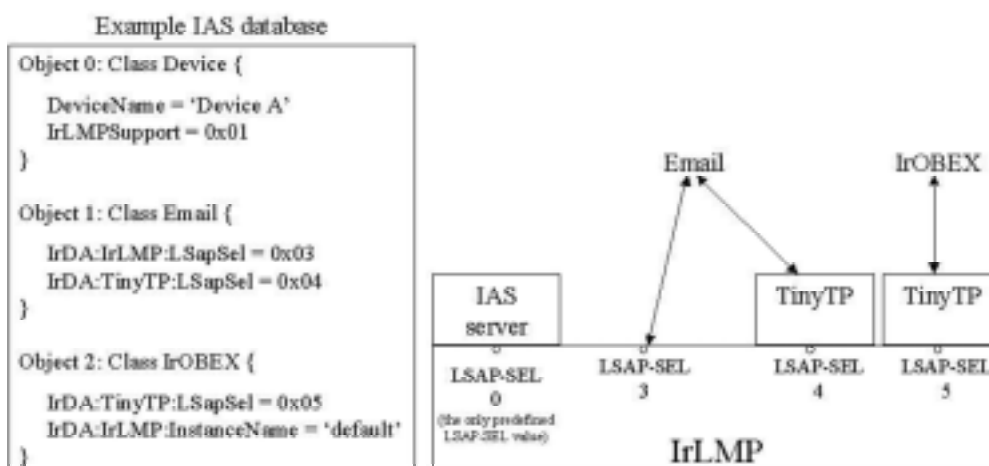 Example IAS database
Object 0: Class Device {
DeviceName = 'Device A'
IrLMPSupport = 0x01
}
Object 1: Class Email {
IrDA:IrLMP:LSapSel = 0x03
IrDA:TinyTP:LSapSel = 0x04
}
Object 2: Class IrOBEX {
IrDA:TinyTP:LSapSel = 0x05
IrDA:IrLMP:InstanceName = 'default'
}
Email
IrOBEX
IAS
server
TinyTP
TinyTP
LSAP-SEL
0
(the only predefined
LSAP-SEL value)
LSAP-SEL
3
LSAP-SEL
4
LSAP-SEL
5
IrLMP